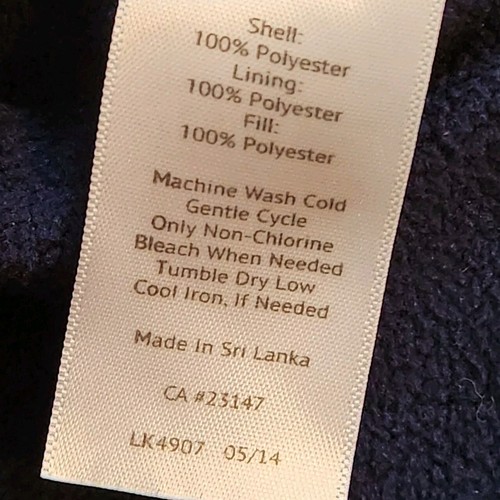 Shell:
100% Polyester
Lining:
100% Polyester
Fill:
100% Polyester
Machine Wash Cold
Gentle Cycle
Only Non-Chlorine
Bleach When Needed
Tumble Dry Low
Cool Iron, If Needed
Made In Sri Lanka
CA #23147
LK4907 05/14